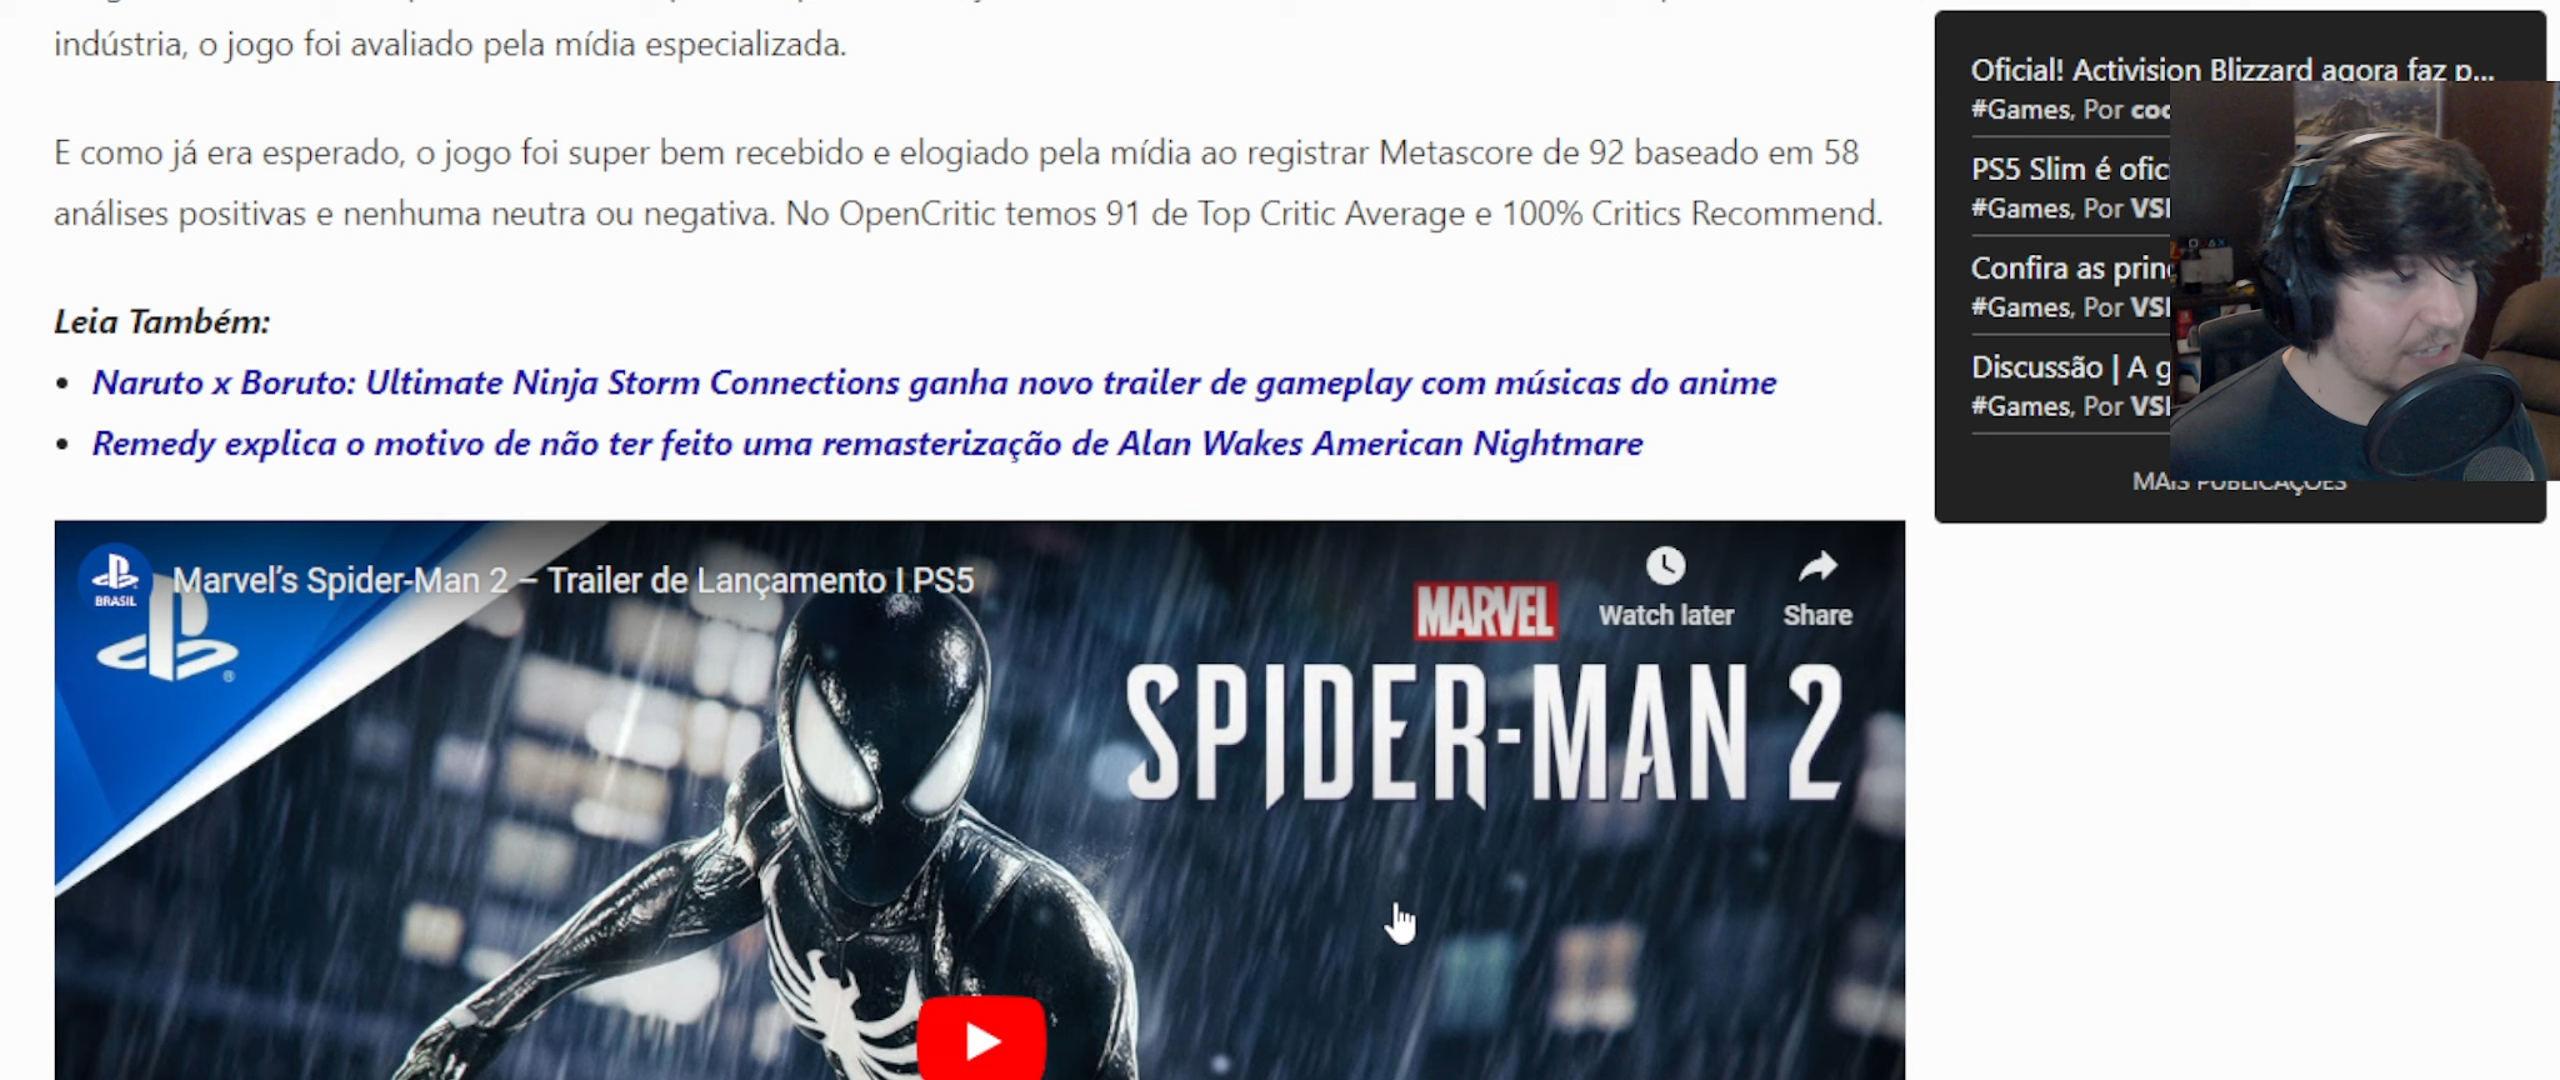 indústria, o jogo foi avaliado pela mídia especializada.
E como já era esperado, o jogo foi super bem recebido e elogiado pela mídia ao registrar Metascore de 92 baseado em 58
análises positivas e nenhuma neutra ou negativa. No OpenCritic temos 91 de Top Critic Average e 100% Critics Recommend.
Leia Também:
• Naruto x Boruto: Ultimate Ninja Storm Connections ganha novo trailer de gameplay com músicas do anime
• Remedy explica o motivo de não ter feito uma remasterização de Alan Wakes American Nightmare
BRASIL
Marvel’s Spider-Man 2 – Trailer de Lançamento I PS5
MARVEL
SPIDER-MAN 2
Watch later
Share
Oficial! Activision Blizzard agora faz p...
#Games, Por
PS5 Slim é
#Games, Por
Confira as
#Games, Por
Discussão | A
#Games, Por
MAIS PUBLICAÇÕES